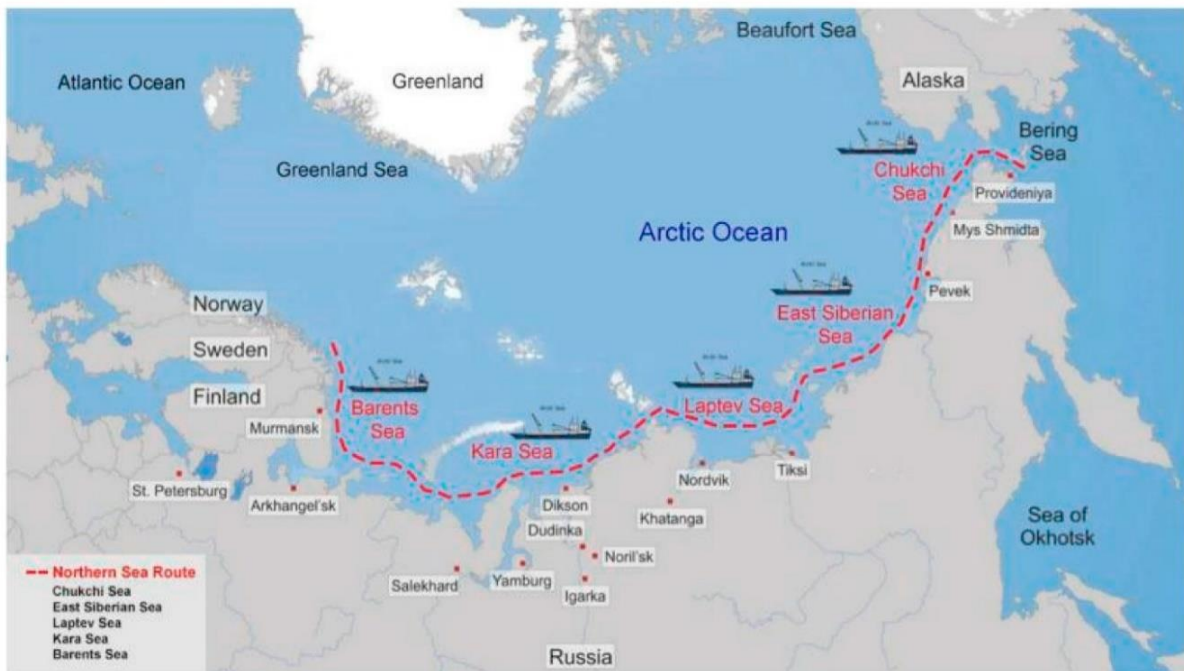 Beaufort Sea
Atlantic Ocean
Greenland
Alaska
Bering
Sea
Greenland Sea
Chukchi
Sea
Provideniya
Mys Shmidta
Arctic Ocean
Pevek
East Siberian
Sea
Norway
Sweden
Finland
Murmansk
Barents
Sea
Laptev Sea
Kara Sea
St. Petersburg
Arkhangel'sk
Dikson
Nordvik
Tiksi
Khatanga
Dudinka
Noril'sk
Salekhard
Yamburg
Igarka
Sea of
Okhotsk
Russia
Northern Sea Route
Chukchi Sea
East Siberian Sea
Laptev Sea
Kara Sea
Barents Sea